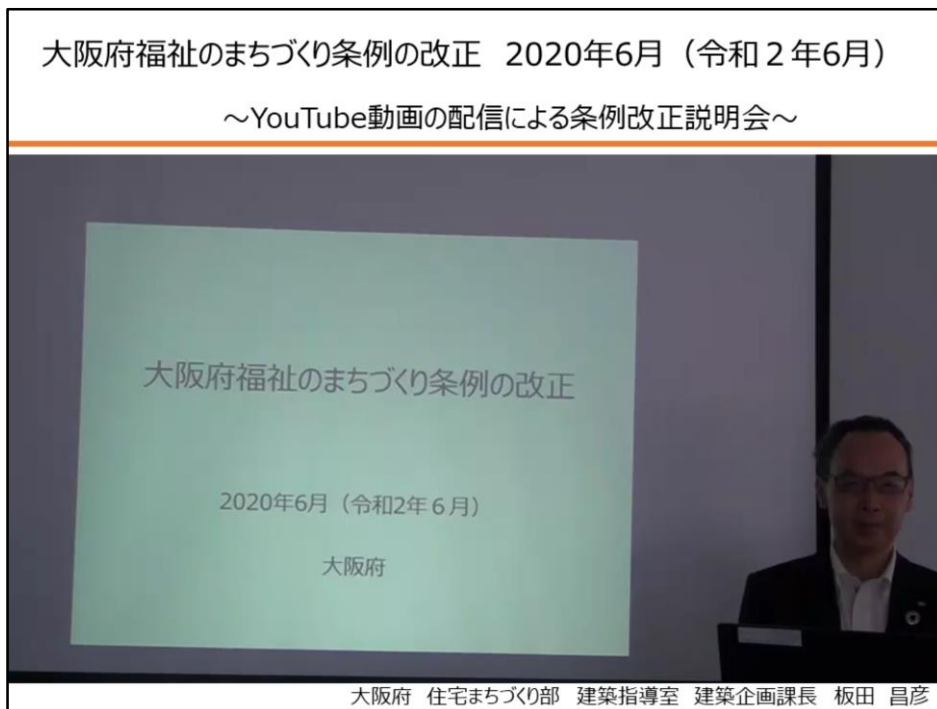 大阪府福祉のまちづくり条例の改正 2020年6月（令和２年6月）
～YouTube動画の配信による条例改正説明会～
大阪府福祉のまちづくり条例の改正
2020年6月（令和2年６月）
大阪府
大阪府 住宅まちづくり部 建築指導室 建築企画課長 板田 昌彦